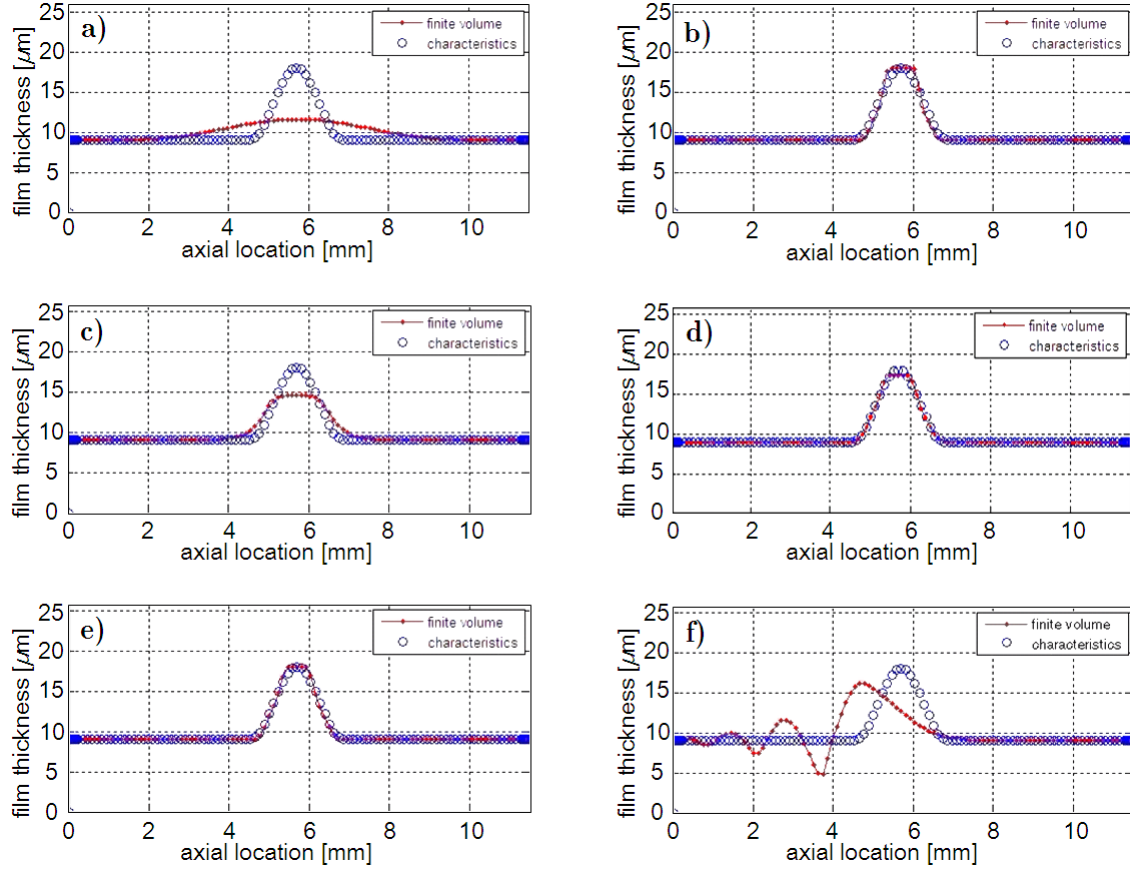 a)
finite volume
characteristics
film thickness [μm]
25
20
15
10
5
0
0 2 4 6 8 10
axial location [mm]
b)
finite volume
characteristics
film thickness [μm]
25
20
15
10
5
0
0 2 4 6 8 10
axial location [mm]
c)
finite volume
characteristics
film thickness [μm]
25
20
15
10
5
0
0 2 4 6 8 10
axial location [mm]
d)
finite volume
characteristics
film thickness [μm]
25
20
15
10
5
0
0 2 4 6 8 10
axial location [mm]
e)
finite volume
characteristics
film thickness [μm]
25
20
15
10
5
0
0 2 4 6 8 10
axial location [mm]
f)
finite volume
characteristics
film thickness [μm]
25
20
15
10
5
0
0 2 4 6 8 10
axial location [mm]